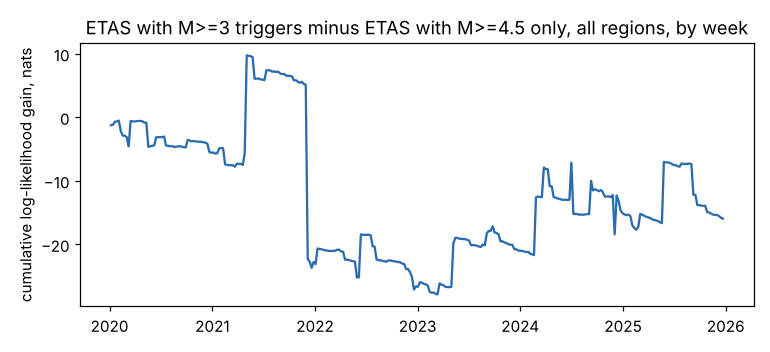 ETAS with M>=3 triggers minus ETAS with M>=4.5 only, all regions, by week
cumulative log-likelihood gain, nats
10
0
−10
−20
2020 2021 2022 2023 2024 2025 2026